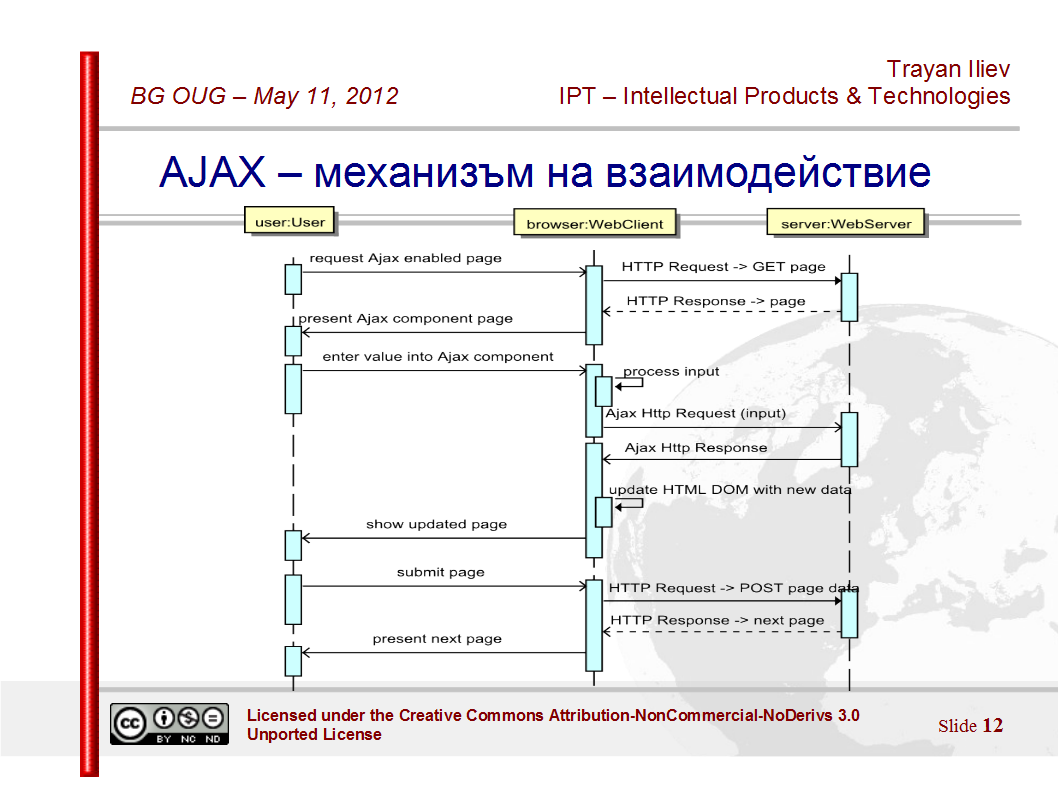 Trayan Iliev
BG OUG – May 11, 2012
IPT – Intellectual Products & Technologies
AJAX – механизъм на взаимодействие
user:User
browser:WebClient
server:WebServer
request Ajax enabled page
HTTP Request -> GET page
HTTP Response -> page
present Ajax component page
enter value into Ajax component
process input
Ajax Http Request (input)
Ajax Http Response
update HTML DOM with new data
show updated page
submit page
HTTP Request -> POST page data
HTTP Response -> next page
present next page
cc
BY NC ND
Licensed under the Creative Commons Attribution-NonCommercial-NoDerivs 3.0
Unported License
Slide 12